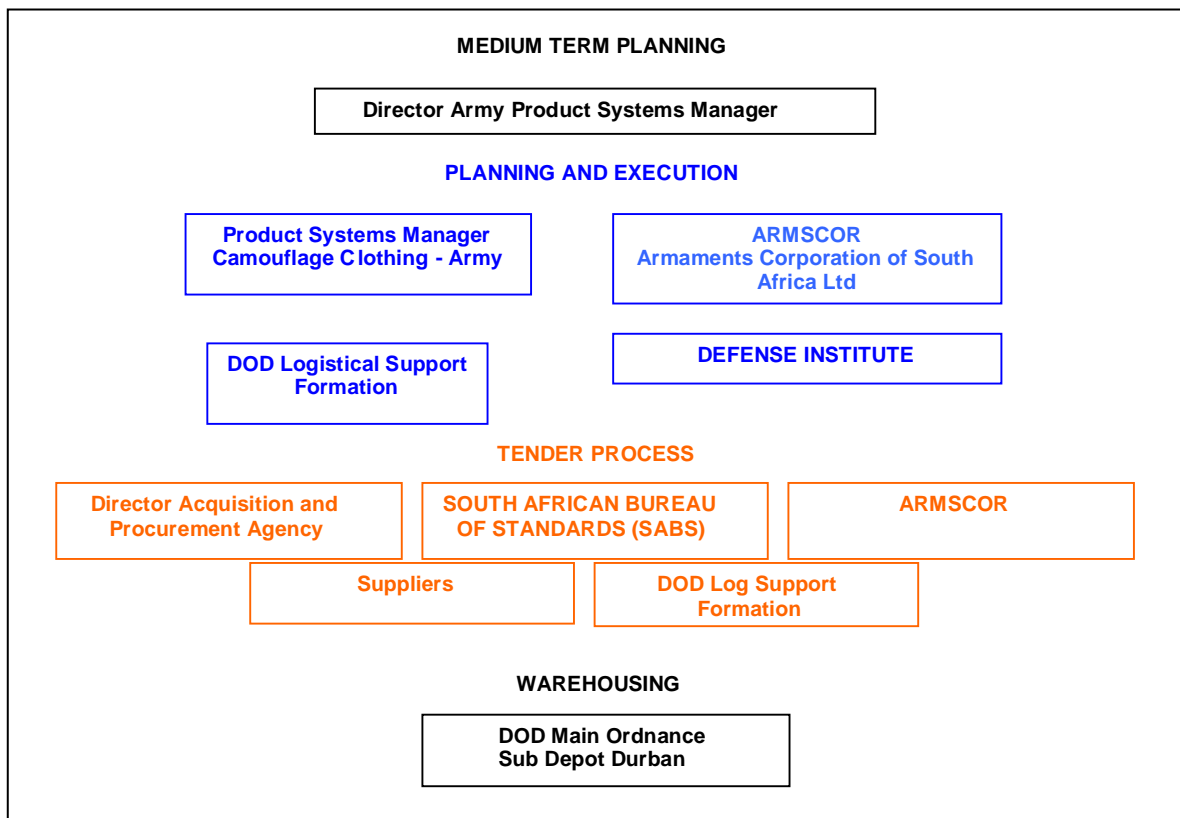 MEDIUM TERM PLANNING
Director Army Product Systems Manager
PLANNING AND EXECUTION
Product Systems Manager
Camouflage Clothing - Army
ARMSCOR
Armaments Corporation of South
Africa Ltd
DOD Logistical Support
Formation
DEFENSE INSTITUTE
TENDER PROCESS
Director Acquisition and
Procurement Agency
SOUTH AFRICAN BUREAU
OF STANDARDS (SABS)
ARMSCOR
Suppliers
DOD Log Support
Formation
WAREHOUSING
DOD Main Ordnance
Sub Depot Durban